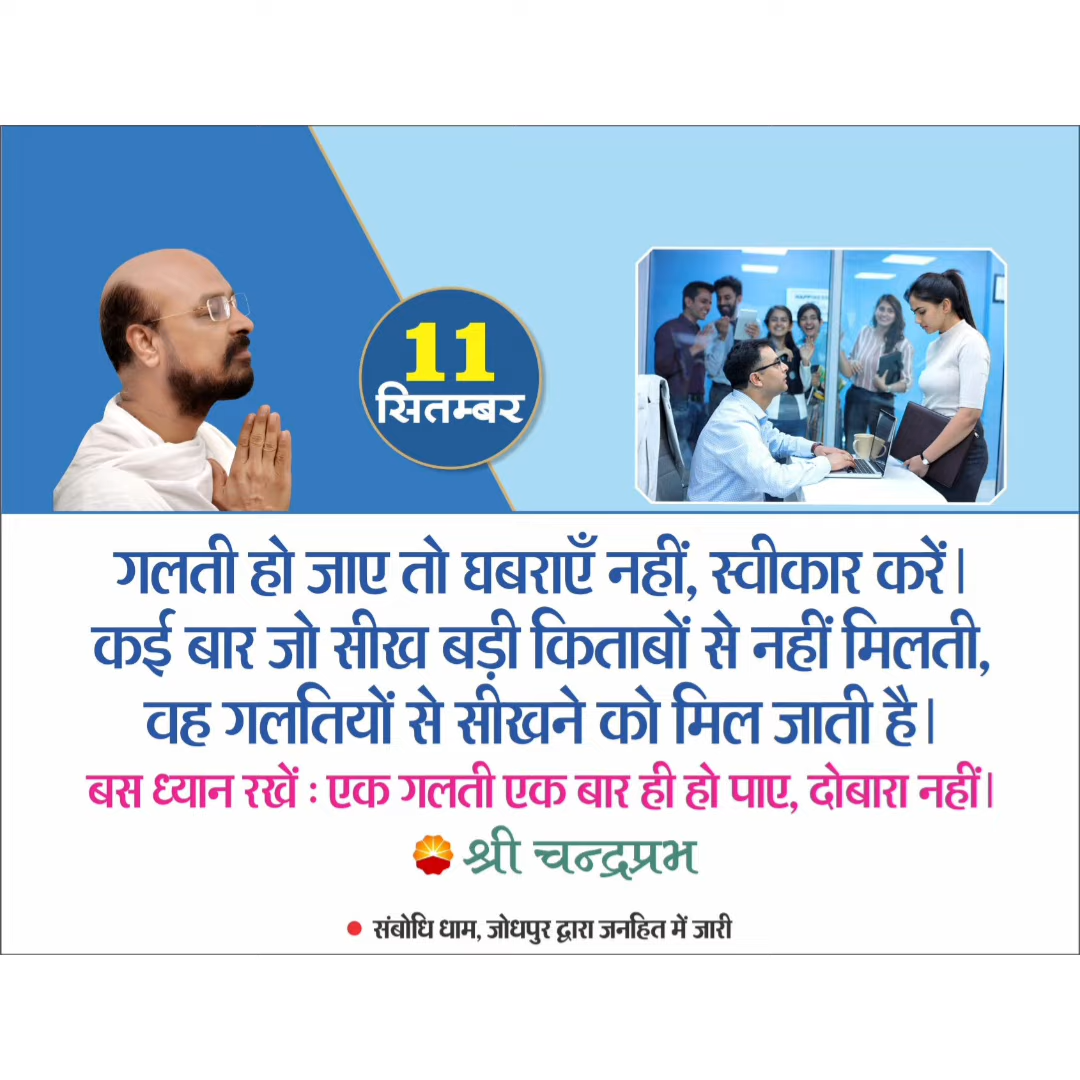 11
सितम्बर
HAPPINESS
गलती हो जाए तो घबराएँ नहीं, स्वीकार करें।
कई बार जो सीख बड़ी किताबों से नहीं मिलती,
वह गलतियों से सीखने को मिल जाती है।
बस ध्यान रखें : एक गलती एक बार ही हो पाए, दोबारा नहीं।
श्री चन्द्रप्रभ
संबोधि धाम, जोधपुर द्वारा जनहित में जारी